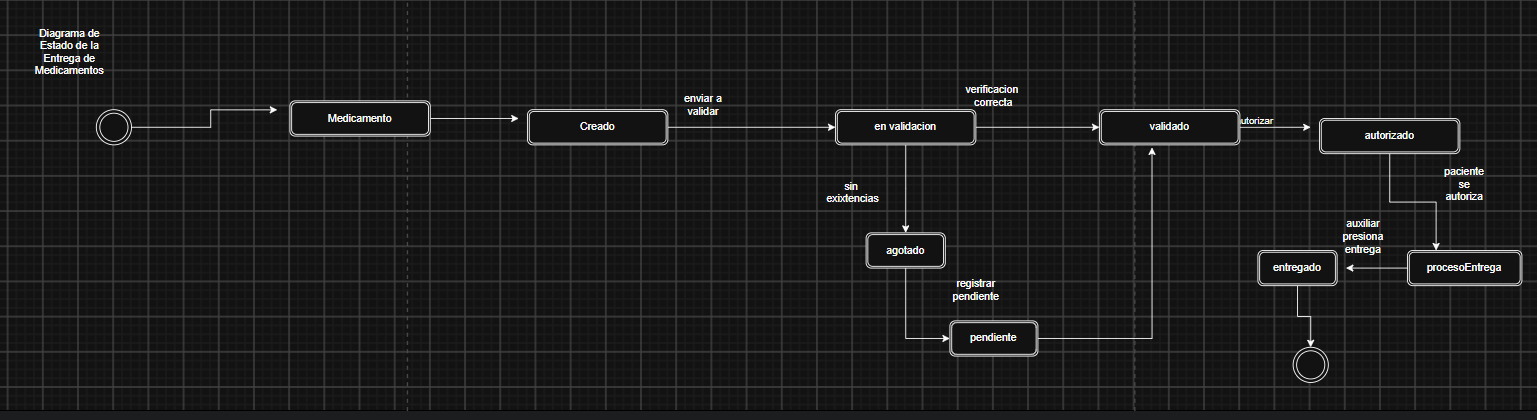 Diagrama de
Estado de la
Entrega de
Medicamentos
Medicamento
Creado
enviar a
validar
en validacion
verificacion
correcta
validado
utorizar
autorizado
sin
exixtencias
agotado
registrar
pendiente
pendiente
paciente
se
autoriza
auxiliar
presiona
entrega
entregado
procesoEntrega